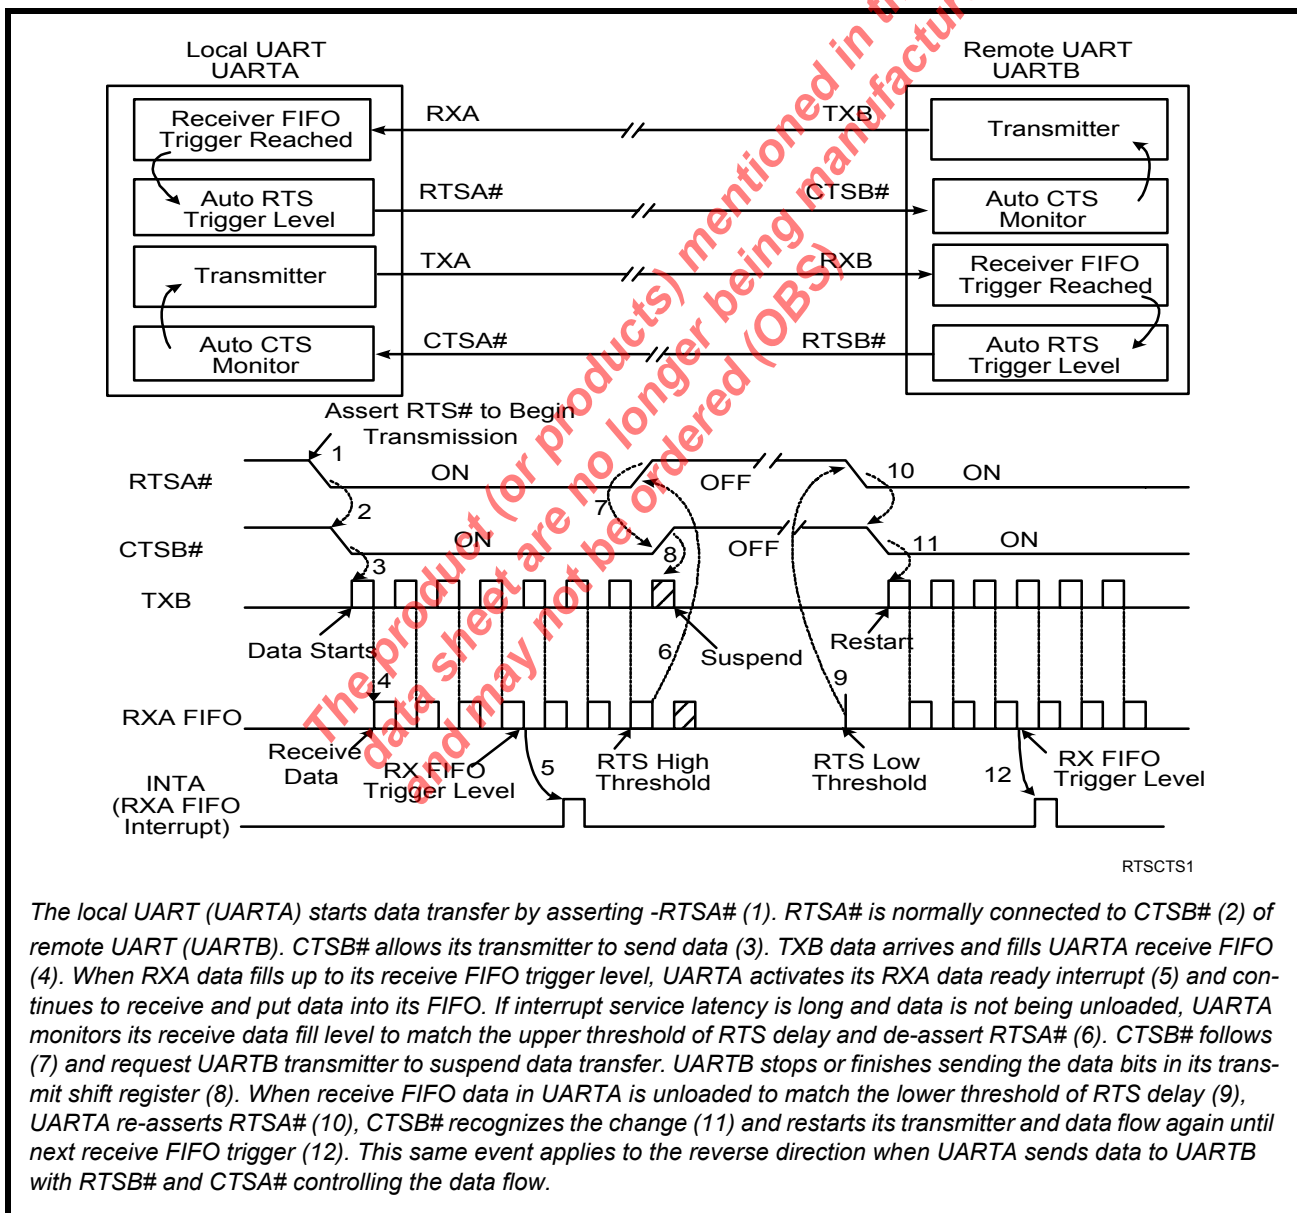 Local UART
UARTA
Remote UART
UARTB
Receiver FIFO
Trigger Reached
RXA
TXB
Transmitter
Auto RTS
Trigger Level
RTSA#
CTSB#
Auto CTS
Monitor
Transmitter
TXA
RXB
Receiver FIFO
Trigger Reached
Auto CTS
Monitor
CTSA#
RTSB#
Auto RTS
Trigger Level
Assert RTS# to Begin
Transmission
1
RTSA#
ON
OFF
10
ON
2
7
CTSB#
ON
8
OFF
11
ON
3
TXB
Data Starts
6
Suspend
Restart
4
9
RXA FIFO
Receive
Data
RX FIFO
Trigger Level
5
RTS High
Threshold
RTS Low
Threshold
12
RX FIFO
Trigger Level
INTA
(RXA FIFO
Interrupt)
RTSCTS1
The product (or products) mentioned in
data sheet are no longer being manufactur
and may not be ordered (OBS)
The local UART (UARTA) starts data transfer by asserting -RTSA# (1). RTSA# is normally connected to CTSB# (2) of
remote UART (UARTB). CTSB# allows its transmitter to send data (3). TXB data arrives and fills UARTA receive FIFO
(4). When RXA data fills up to its receive FIFO trigger level, UARTA activates its RXA data ready interrupt (5) and con-
tinues to receive and put data into its FIFO. If interrupt service latency is long and data is not being unloaded, UARTA
monitors its receive data fill level to match the upper threshold of RTS delay and de-assert RTSA# (6). CTSB# follows
(7) and request UARTB transmitter to suspend data transfer. UARTB stops or finishes sending the data bits in its trans-
mit shift register (8). When receive FIFO data in UARTA is unloaded to match the lower threshold of RTS delay (9),
UARTA re-asserts RTSA# (10), CTSB# recognizes the change (11) and restarts its transmitter and data flow again until
next receive FIFO trigger (12). This same event applies to the reverse direction when UARTA sends data to UARTB
with RTSB# and CTSA# controlling the data flow.